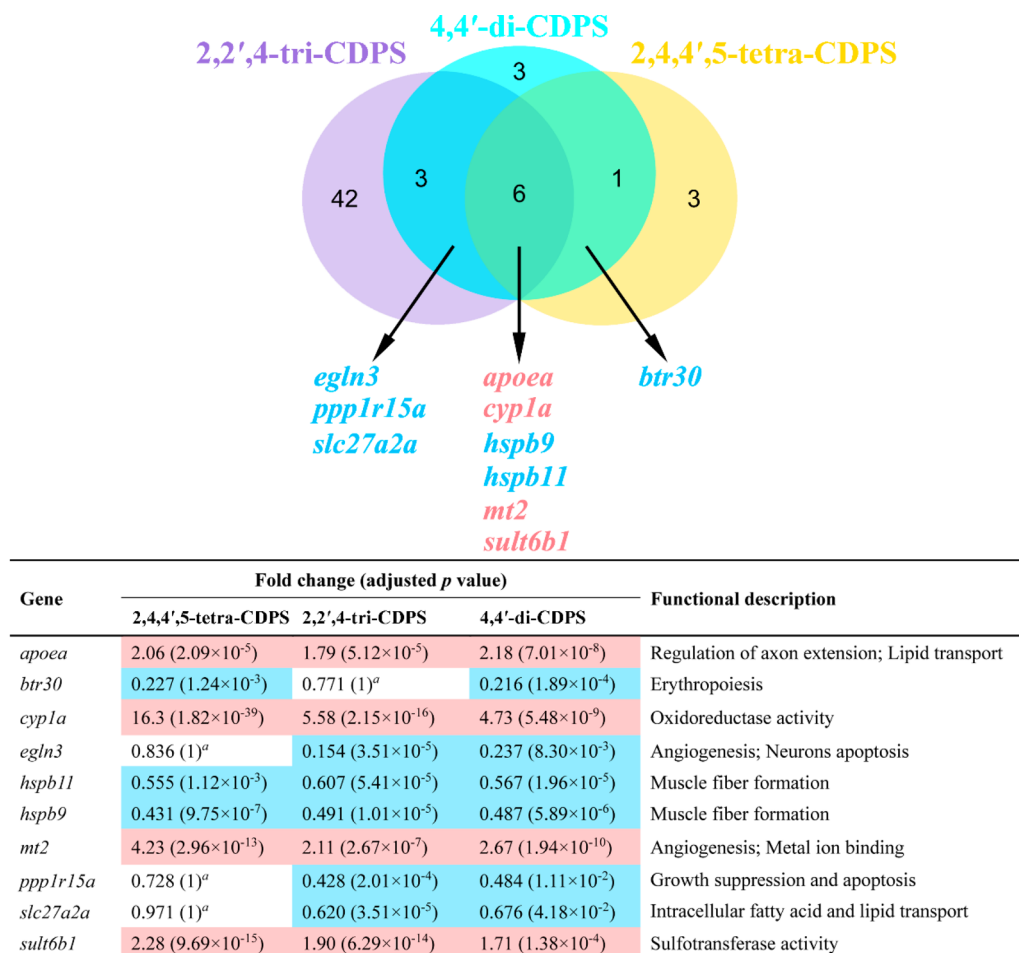 4,4′-di-CDPS
2,2′,4-tri-CDPS
2,4,4′,5-tetra-CDPS
3
42
3
6
1
3
egln3
ppp1r15a
slc27a2a
apoea
cyp1a
hspb9
hspb11
mt2
sult6b1
btr30
Gene Fold change (adjusted p value) Functional description
2,4,4′,5-tetra-CDPS 2,2′,4-tri-CDPS 4,4′-di-CDPS
apoea 2.06 (2.09×10⁻⁵) 1.79 (5.12×10⁻⁵) 2.18 (7.01×10⁻⁸) Regulation of axon extension; Lipid transport
btr30 0.227 (1.24×10⁻³) 0.771 (1)ᵃ 0.216 (1.89×10⁻⁴) Erythropoiesis
cyp1a 16.3 (1.82×10⁻³⁹) 5.58 (2.15×10⁻¹⁶) 4.73 (5.48×10⁻⁹) Oxidoreductase activity
egln3 0.836 (1)ᵃ 0.154 (3.51×10⁻⁵) 0.237 (8.30×10⁻³) Angiogenesis; Neurons apoptosis
hspb11 0.555 (1.12×10⁻³) 0.607 (5.41×10⁻⁵) 0.567 (1.96×10⁻⁵) Muscle fiber formation
hspb9 0.431 (9.75×10⁻⁷) 0.491 (1.01×10⁻⁵) 0.487 (5.89×10⁻⁶) Muscle fiber formation
mt2 4.23 (2.96×10⁻¹³) 2.11 (2.67×10⁻⁷) 2.67 (1.94×10⁻¹⁰) Angiogenesis; Metal ion binding
ppp1r15a 0.728 (1)ᵃ 0.428 (2.01×10⁻⁴) 0.484 (1.11×10⁻²) Growth suppression and apoptosis
slc27a2a 0.971 (1)ᵃ 0.620 (3.51×10⁻⁵) 0.676 (4.18×10⁻²) Intracellular fatty acid and lipid transport
sult6b1 2.28 (9.69×10⁻¹⁵) 1.90 (6.29×10⁻¹⁴) 1.71 (1.38×10⁻⁴) Sulfotransferase activity